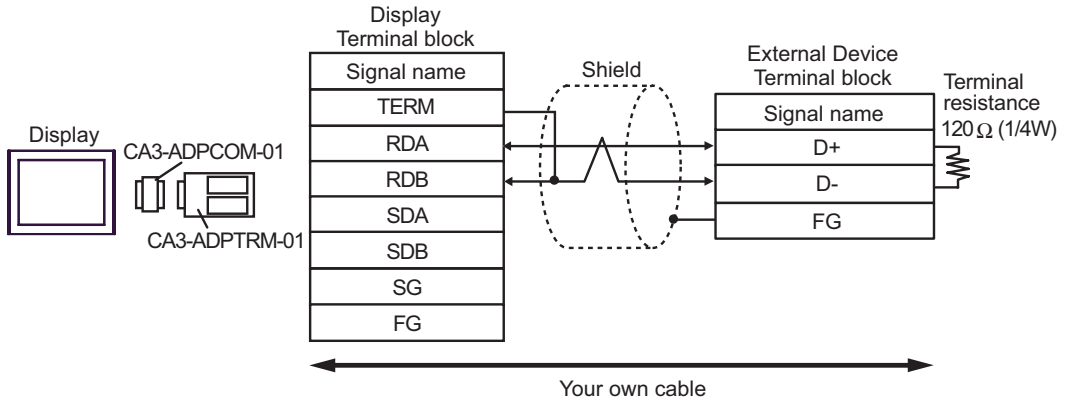 Display
Terminal block
Signal name
TERM
RDA
RDB
SDA
SDB
SG
FG
Shield
External Device
Terminal block
Signal name
D+
D-
FG
Terminal
resistance
120Ω (1/4W)
Display
CA3-ADPCOM-01
CA3-ADPTRM-01
Your own cable